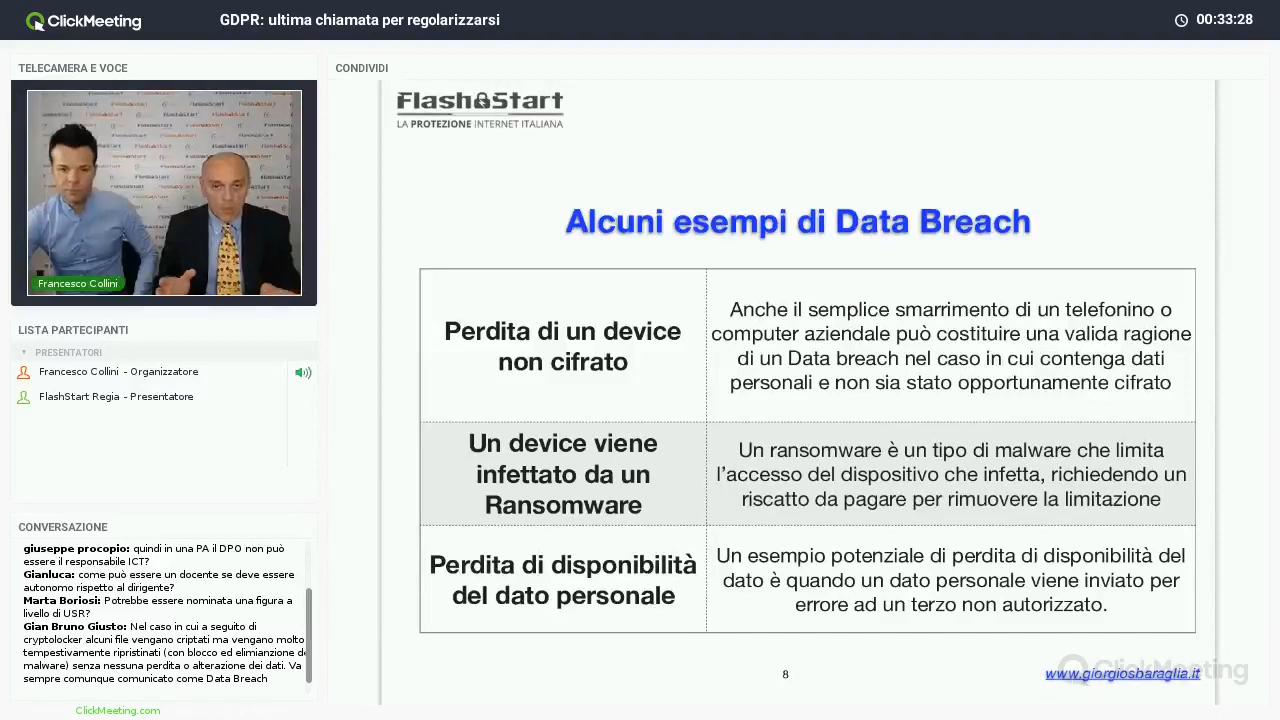 ClickMeeting
GDPR: ultima chiamata per regolarizzarsi
00:33:28
TELECAMERA E VOCE
Francesco Collini
LISTA PARTECIPANTI
PRESENTATORI
Francesco Collini - Organizzatore
FlashStart Regia - Presentatore
CONVERSAZIONE
giuseppe procopio: quindi in una PA il DPO non può
essere il responsabile ICT?
Gianluca: come può essere un docente se deve essere
autonomo rispetto al dirigente?
Marta Boriosi: Potrebbe essere nominata una figura a
livello di USR?
Gian Bruno Giusto: Nel caso in cui a seguito di
cryptolocker alcuni file vengano criptati ma vengano molto
tempestivamente ripristinati (con blocco ed elimianzione de
malware) senza nessuna perdita o alterazione dei dati. Va
sempre comunque comunicato come Data Breach
ClickMeeting.com
CONDIVIDI
FlashStart
LA PROTEZIONE INTERNET ITALIANA
Alcuni esempi di Data Breach
Perdita di un device
non cifrato
Anche il semplice smarrimento di un telefonino o
computer aziendale può costituire una valida ragione
di un Data breach nel caso in cui contenga dati
personali e non sia stato opportunamente cifrato
Un device viene
infettato da un
Ransomware
Un ransomware è un tipo di malware che limita
l'accesso del dispositivo che infetta, richiedendo un
riscatto da pagare per rimuovere la limitazione
Perdita di disponibilità
del dato personale
Un esempio potenziale di perdita di disponibilità del
dato è quando un dato personale viene inviato per
errore ad un terzo non autorizzato.
8
www.giorgiosbaraglia.it
ClickMeeting